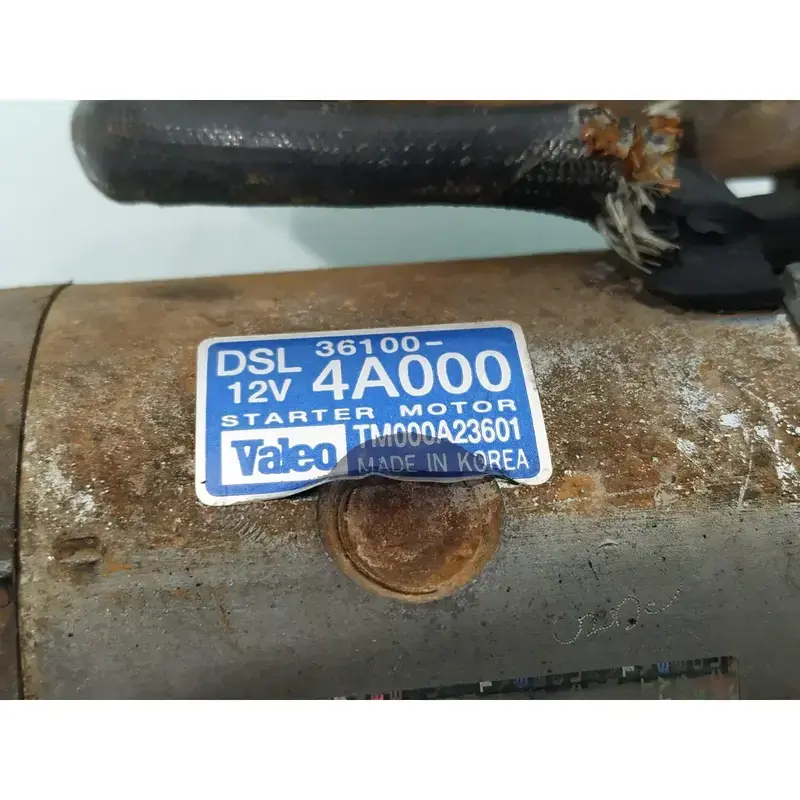 DSL 36100-
12V 4A000
STARTER MOTOR
Valeo TM000A23601
MADE IN KOREA